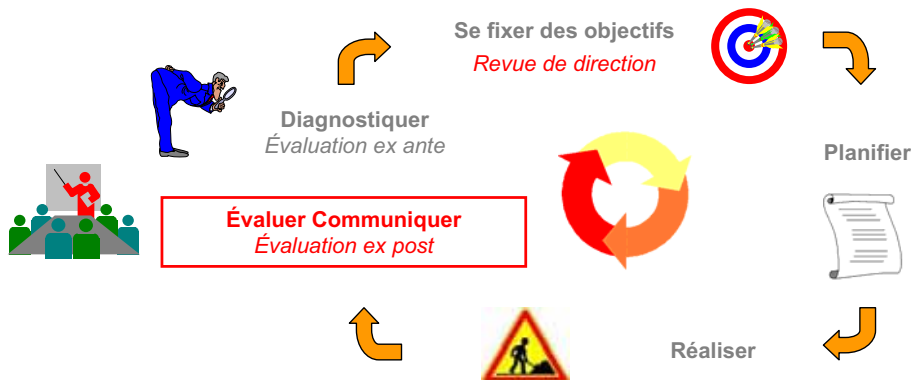 Se fixer des objectifs
Revue de direction
Diagnostiquer
Évaluation ex ante
Planifier
Évaluer Communiquer
Évaluation ex post
Réaliser